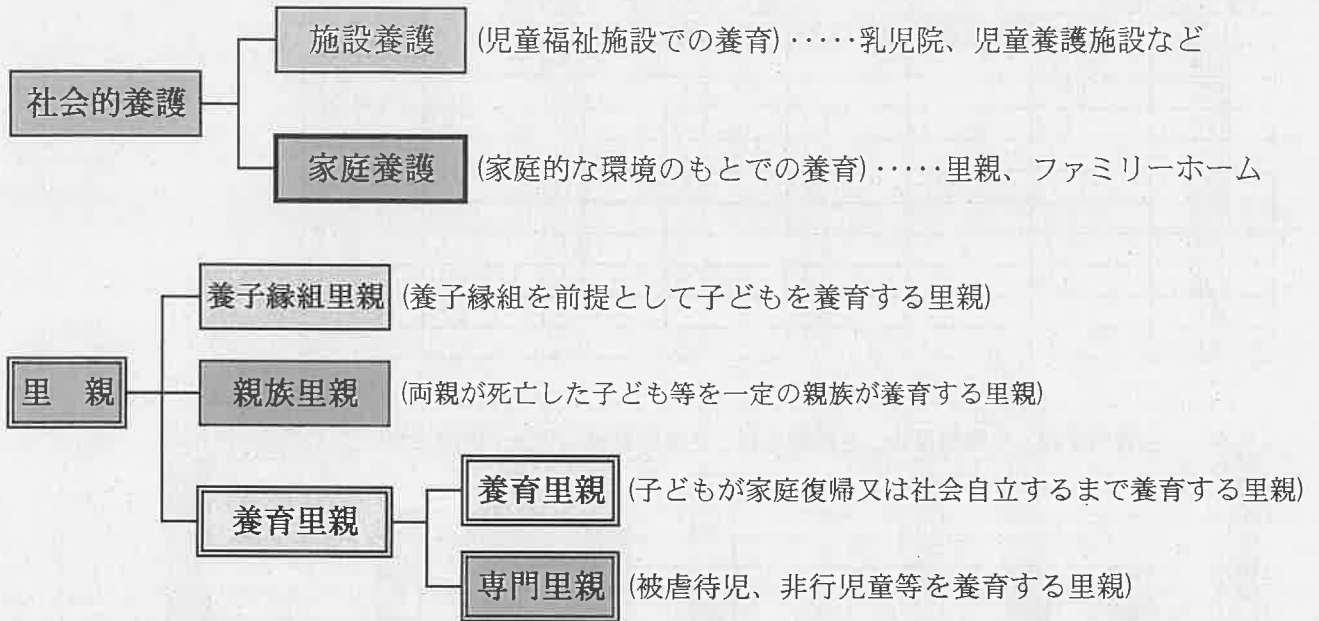 施設養護 (児童福祉施設での養育)‥‥‥乳児院、児童養護施設など
社会的養護
家庭養護 (家庭的な環境のもとでの養育)‥‥‥里親、ファミリーホーム
養子縁組里親 (養子縁組を前提として子どもを養育する里親)
里　親
親族里親 (両親が死亡した子ども等を一定の親族が養育する里親)
養育里親
養育里親 (子どもが家庭復帰又は社会自立するまで養育する里親)
専門里親 (被虐待児、非行児童等を養育する里親)